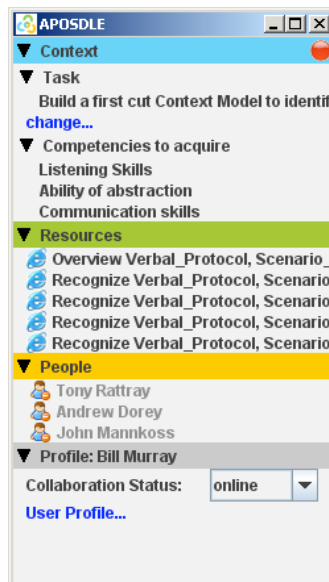 APOSDLE
Context
Task
Build a first cut Context Model to identif
change...
Competencies to acquire
Listening Skills
Ability of abstraction
Communication skills
Resources
Overview Verbal_Protocol, Scenario_
Recognize Verbal_Protocol, Scenario
Recognize Verbal_Protocol, Scenario
Recognize Verbal_Protocol, Scenario
Recognize Verbal_Protocol, Scenario
People
Tony Rattray
Andrew Dorey
John Mannkoss
Profile: Bill Murray
Collaboration Status: online
User Profile...